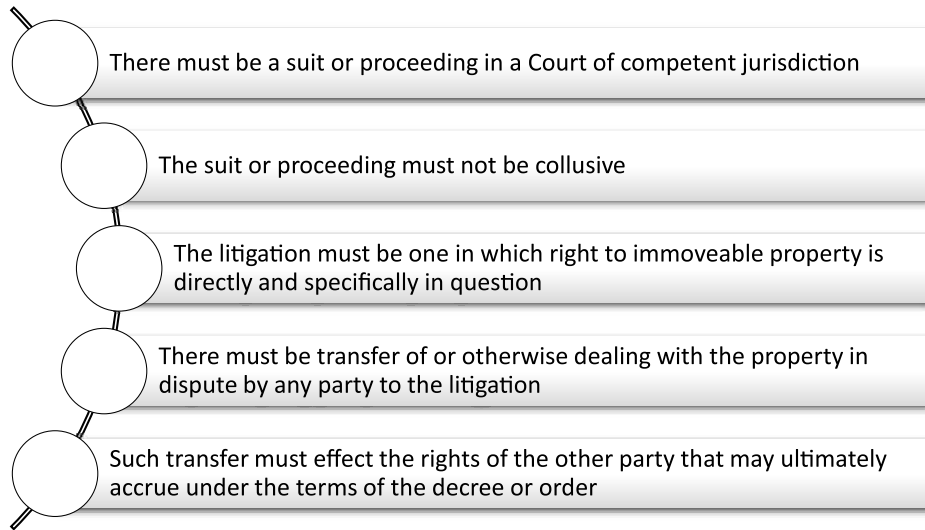 There must be a suit or proceeding in a Court of competent jurisdiction
The suit or proceeding must not be collusive
The litigation must be one in which right to immoveable property is
directly and specifically in question
There must be transfer of or otherwise dealing with the property in
dispute by any party to the litigation
Such transfer must effect the rights of the other party that may ultimately
accrue under the terms of the decree or order